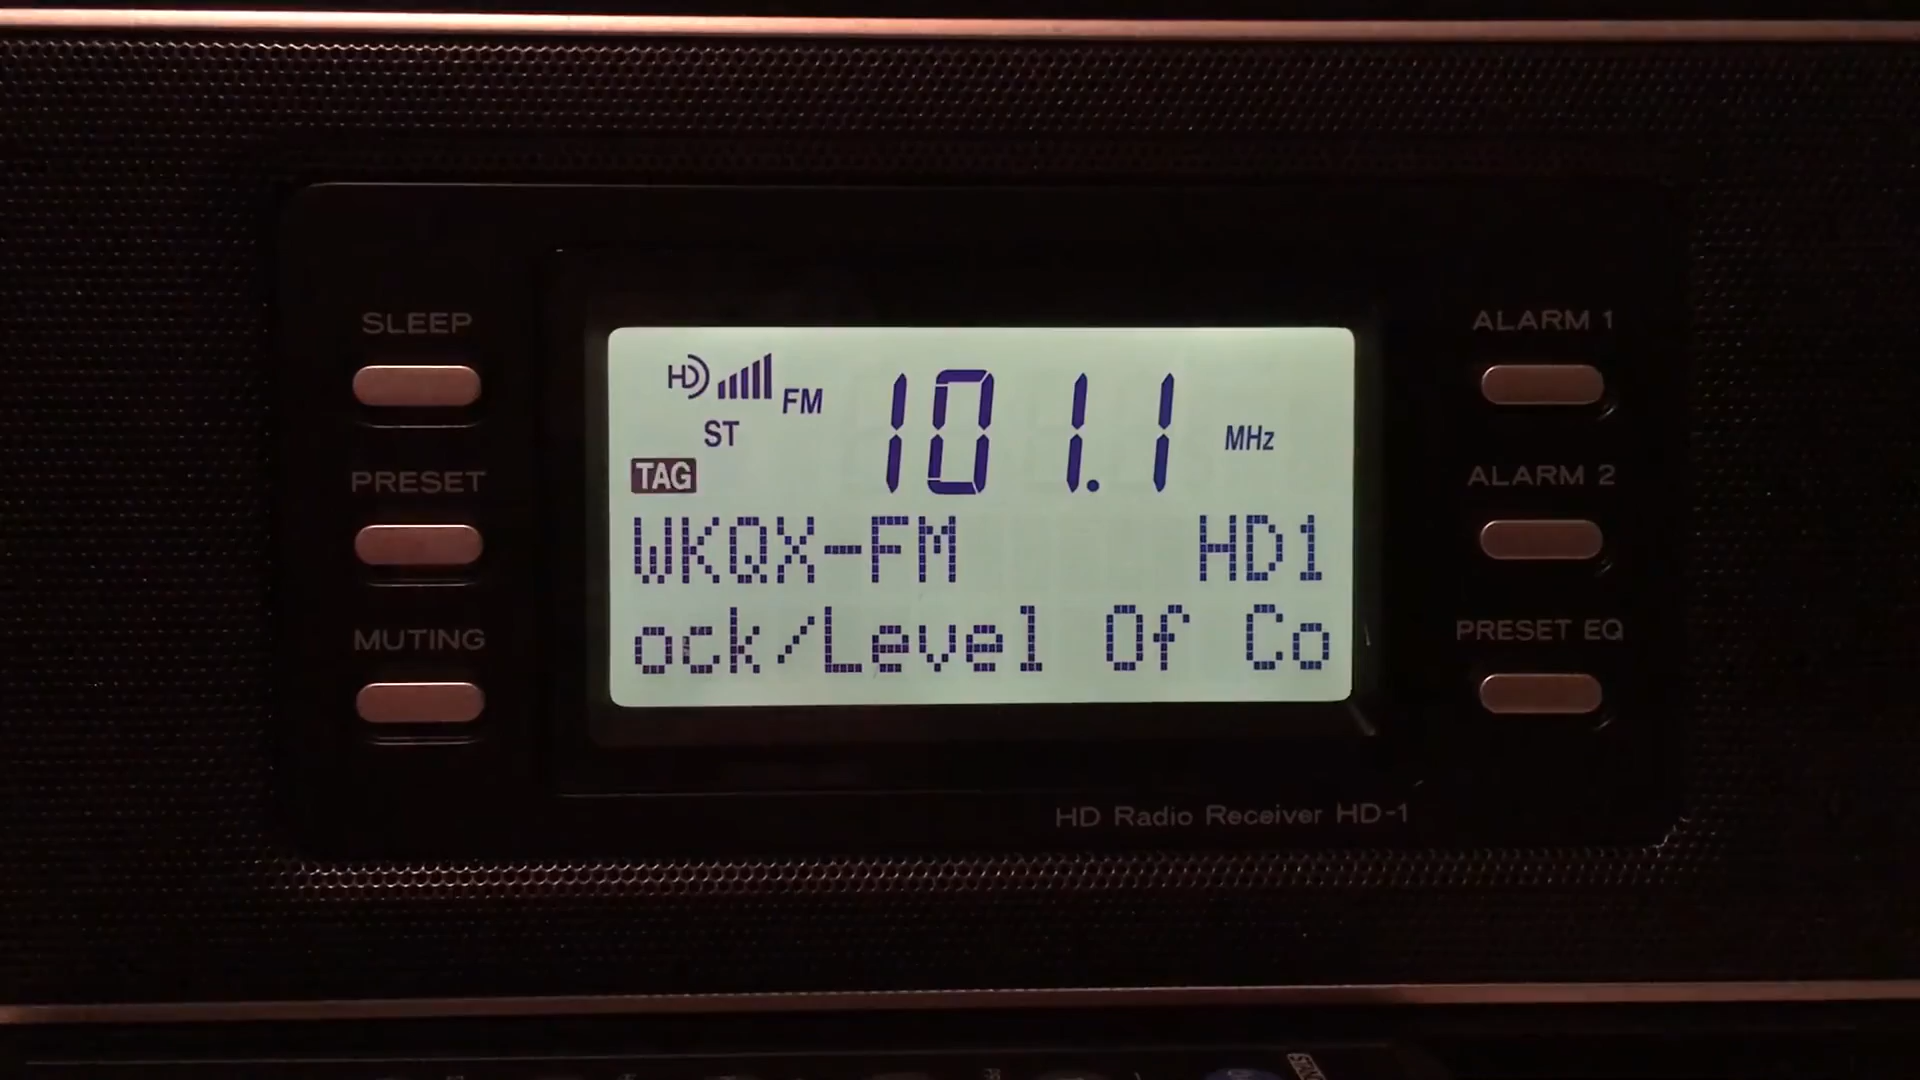 SLEEP
PRESET
MUTING
HD FM 101.1 MHz
ST
TAG
WKQX-FM HD1
ock/Level Of Co
ALARM 1
ALARM 2
PRESET EQ
HD Radio Receiver HD-1